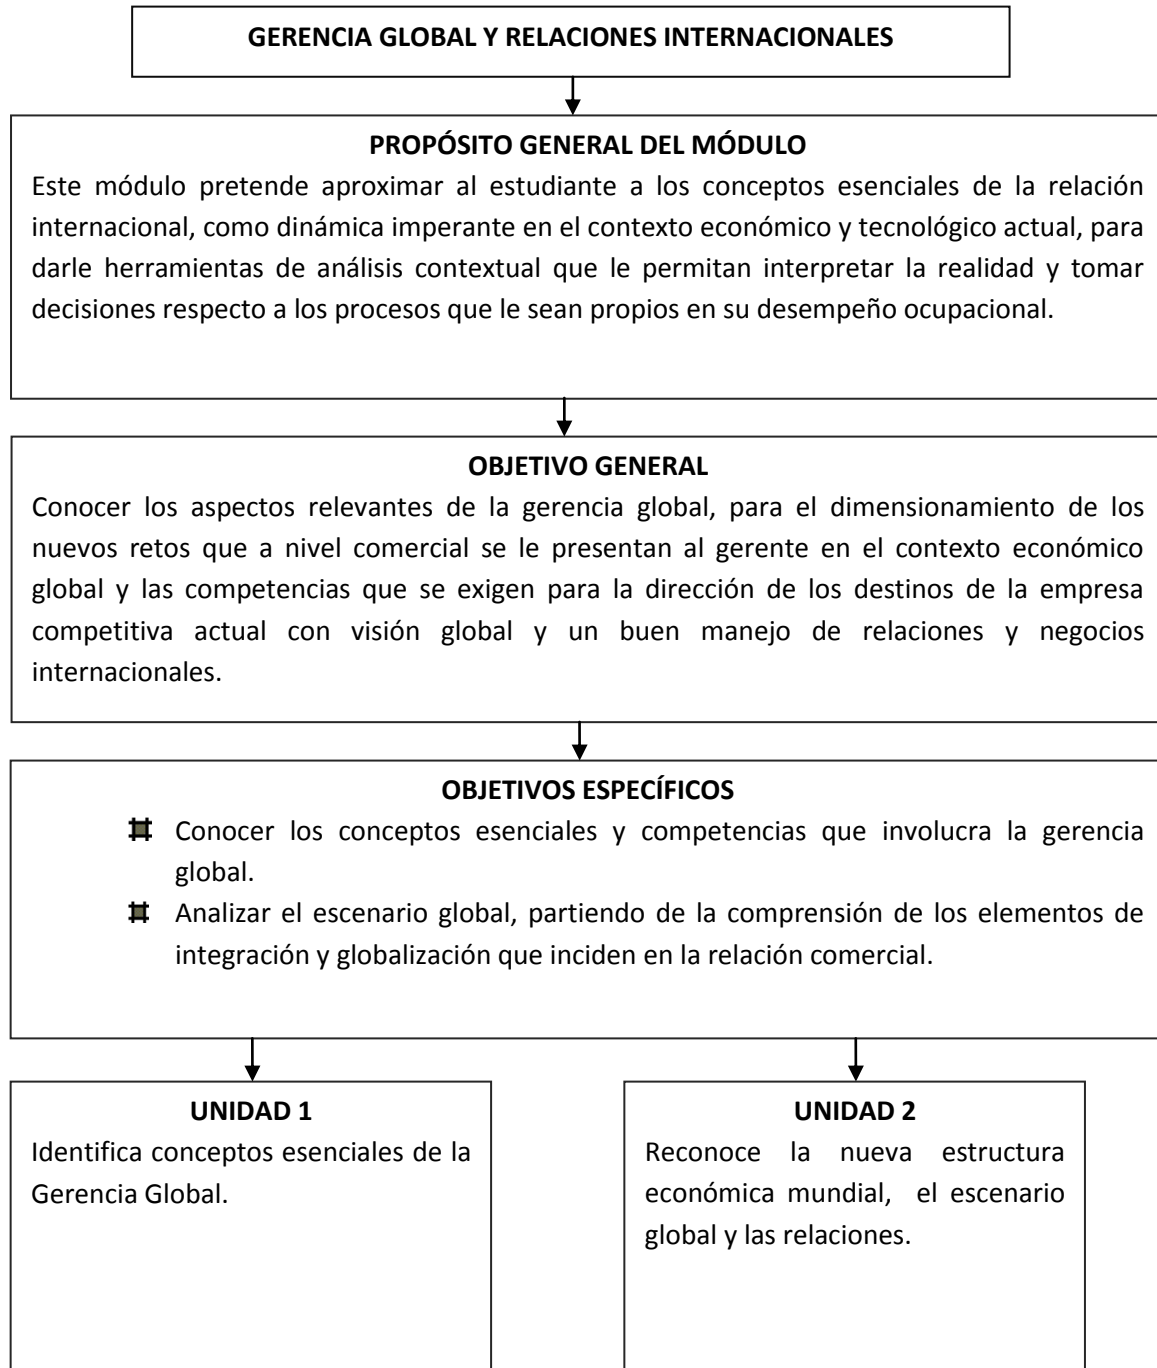 GERENCIA GLOBAL Y RELACIONES INTERNACIONALES
PROPÓSITO GENERAL DEL MÓDULO
Este módulo pretende aproximar al estudiante a los conceptos esenciales de la relación
internacional, como dinámica imperante en el contexto económico y tecnológico actual, para
darle herramientas de análisis contextual que le permitan interpretar la realidad y tomar
decisiones respecto a los procesos que le sean propios en su desempeño ocupacional.
OBJETIVO GENERAL
Conocer los aspectos relevantes de la gerencia global, para el dimensionamiento de los
nuevos retos que a nivel comercial se le presentan al gerente en el contexto económico
global y las competencias que se exigen para la dirección de los destinos de la empresa
competitiva actual con visión global y un buen manejo de relaciones y negocios
internacionales.
OBJETIVOS ESPECÍFICOS
Conocer los conceptos esenciales y competencias que involucra la gerencia
global.
Analizar el escenario global, partiendo de la comprensión de los elementos de
integración y globalización que inciden en la relación comercial.
UNIDAD 1
Identifica conceptos esenciales de la
Gerencia Global.
UNIDAD 2
Reconoce la nueva estructura
económica mundial, el escenario
global y las relaciones.